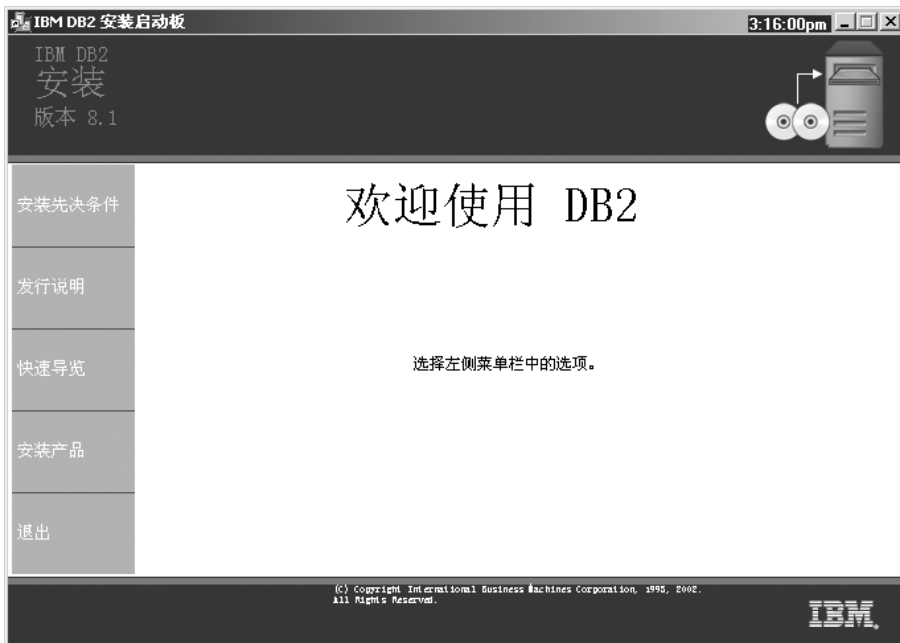 IBM DB2 安装启动板
3:16:00pm
IBM DB2
安装
版本 8.1
安装先决条件
发行说明
快速导览
安装产品
退出
欢迎使用 DB2
选择左侧菜单栏中的选项。
(C) Copyright International Business Machines Corporation, 1995, 2002.
All Rights Reserved.
IBM.